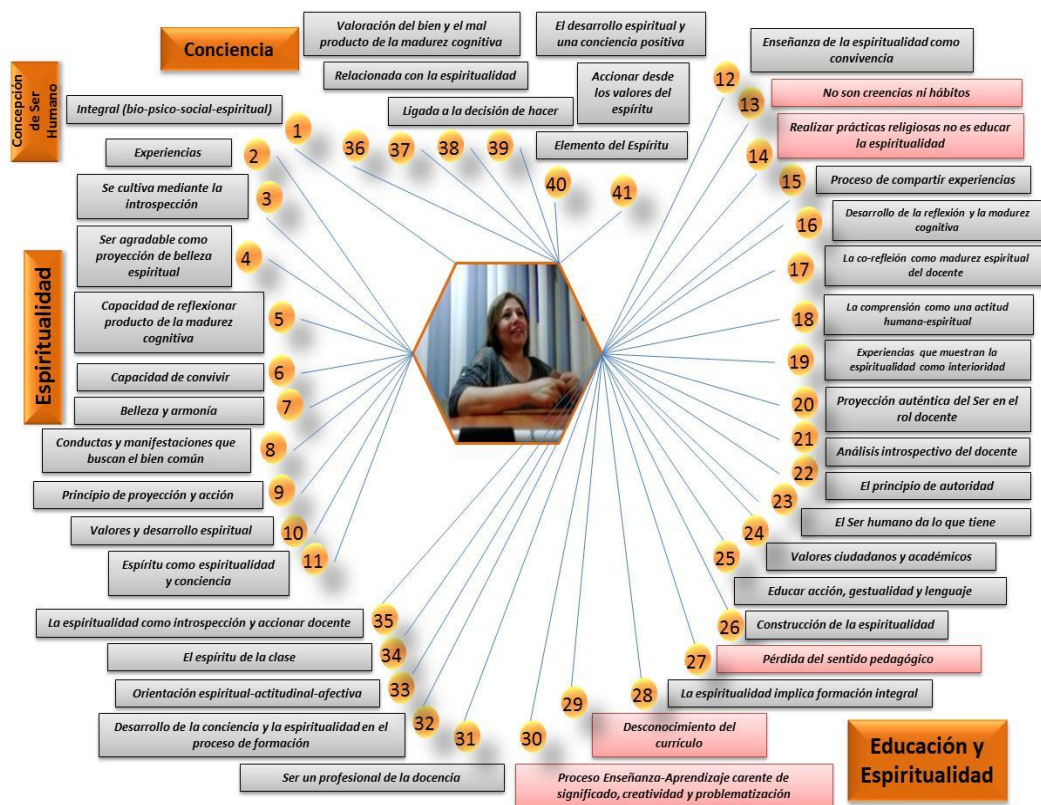 Conciencia
Valoración del bien y el mal
producto de la madurez cognitiva
El desarrollo espiritual y
una conciencia positiva
Relacionada con la espiritualidad
Accionar desde
los valores del
espíritu
Ligada a la decisión de hacer
Elemento del Espíritu
36
37
38
39
40
41
Concepción
de Ser
Humano
Integral (bio-psico-social-espiritual)
1
Espiritualidad
Experiencias
2
Se cultiva mediante la
introspección
3
Ser agradable como
proyección de belleza
espiritual
4
Capacidad de reflexionar
producto de la madurez
cognitiva
5
Capacidad de convivir
6
Belleza y armonía
7
Conductas y manifestaciones que
buscan el bien común
8
Principio de proyección y acción
9
Valores y desarrollo espiritual
10
Espíritu como espiritualidad
y conciencia
11
Enseñanza de la espiritualidad como
convivencia
12
No son creencias ni hábitos
13
Realizar prácticas religiosas no es educar
la espiritualidad
14
Proceso de compartir experiencias
15
Desarrollo de la reflexión y la madurez
cognitiva
16
La co-refleión como madurez espiritual
del docente
17
La comprensión como una actitud
humana-espiritual
18
Experiencias que muestran la
espiritualidad como interioridad
19
Proyección auténtica del Ser en el
rol docente
20
Análisis introspectivo del docente
21
El principio de autoridad
22
El Ser humano da lo que tiene
23
Valores ciudadanos y académicos
24
Educar acción, gestualidad y lenguaje
25
Construcción de la espiritualidad
26
Pérdida del sentido pedagógico
27
La espiritualidad implica formación integral
28
Desconocimiento del
currículo
29
Proceso Enseñanza-Aprendizaje carente de
significado, creatividad y problematización
30
Ser un profesional de la docencia
31
Desarrollo de la conciencia y la espiritualidad en el
proceso de formación
32
Orientación espiritual-actitudinal-afectiva
33
El espíritu de la clase
34
La espiritualidad como introspección y accionar docente
35
Educación y
Espiritualidad